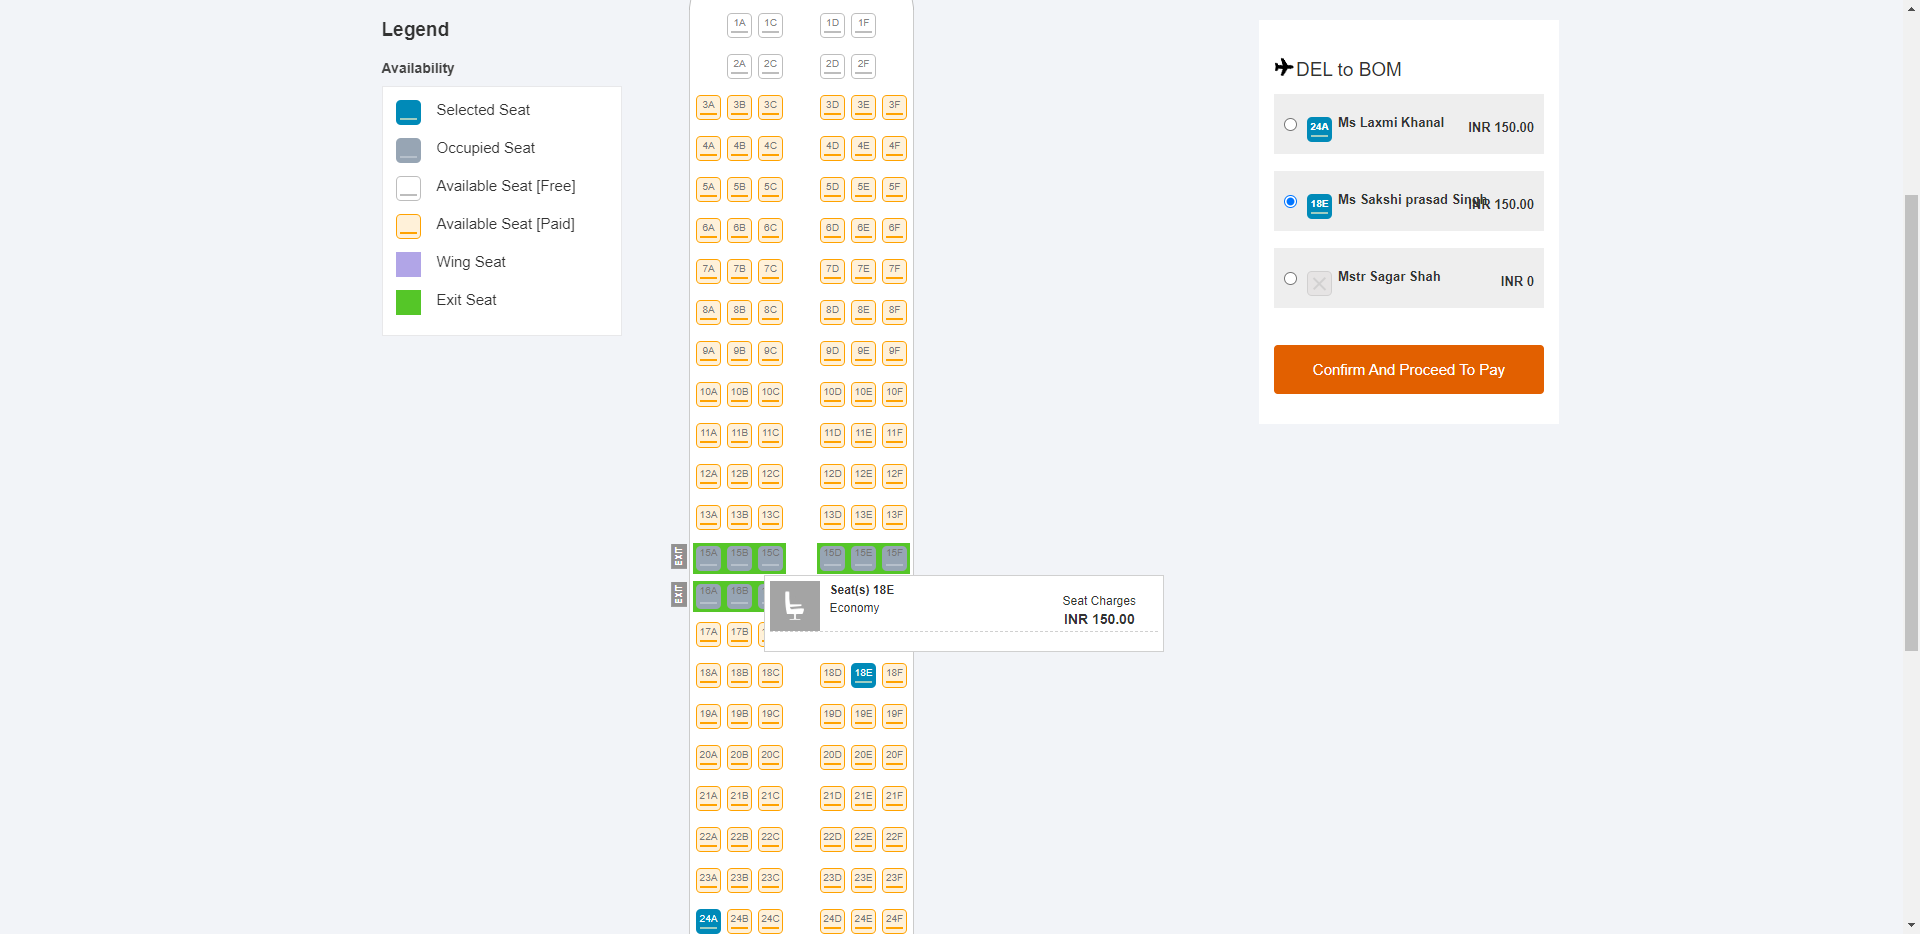 Legend
Availability
Selected Seat
Occupied Seat
Available Seat [Free]
Available Seat [Paid]
Wing Seat
Exit Seat
1A 1C 1D 1F
2A 2C 2D 2F
3A 3B 3C 3D 3E 3F
4A 4B 4C 4D 4E 4F
5A 5B 5C 5D 5E 5F
6A 6B 6C 6D 6E 6F
7A 7B 7C 7D 7E 7F
8A 8B 8C 8D 8E 8F
9A 9B 9C 9D 9E 9F
10A 10B 10C 10D 10E 10F
11A 11B 11C 11D 11E 11F
12A 12B 12C 12D 12E 12F
13A 13B 13C 13D 13E 13F
EXIT 15A 15B 15C 15D 15E 15F
EXIT 16A 16B
Seat(s) 18E
Economy
Seat Charges
INR 150.00
17A 17B
18A 18B 18C 18D 18E 18F
19A 19B 19C 19D 19E 19F
20A 20B 20C 20D 20E 20F
21A 21B 21C 21D 21E 21F
22A 22B 22C 22D 22E 22F
23A 23B 23C 23D 23E 23F
24A 24B 24C 24D 24E 24F
DEL to BOM
24A Ms Laxmi Khanal INR 150.00
18E Ms Sakshi prasad Singh INR 150.00
Mstr Sagar Shah INR 0
Confirm And Proceed To Pay